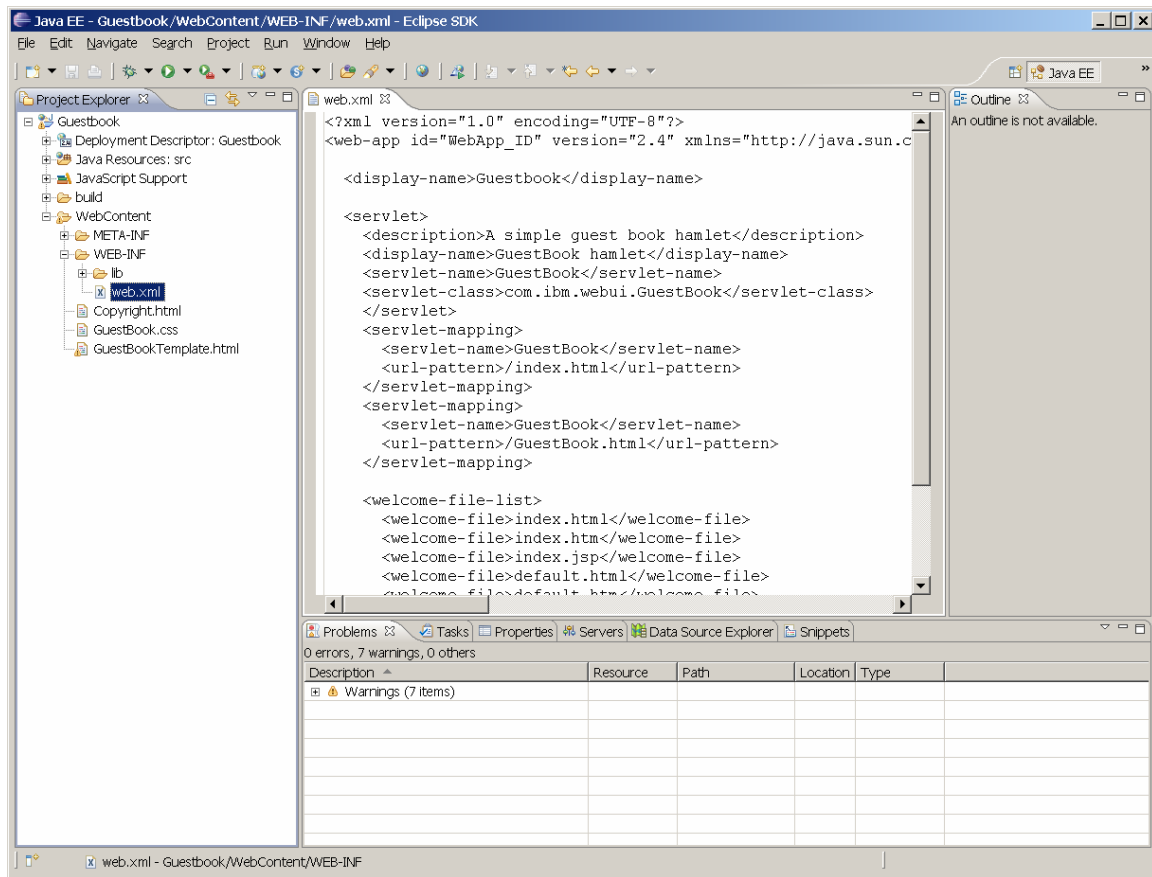 Java EE - Guestbook/WebContent/WEB-INF/web.xml - Eclipse SDK
File Edit Navigate Search Project Run Window Help
Java EE
Project Explorer
Guestbook
Deployment Descriptor: Guestbook
Java Resources: src
JavaScript Support
build
WebContent
META-INF
WEB-INF
lib
web.xml
Copyright.html
GuestBook.css
GuestBookTemplate.html
web.xml
<?xml version="1.0" encoding="UTF-8"?>
<web-app id="WebApp_ID" version="2.4" xmlns="http://java.sun.c
<display-name>Guestbook</display-name>
<servlet>
<description>A simple guest book hamlet</description>
<display-name>GuestBook hamlet</display-name>
<servlet-name>GuestBook</servlet-name>
<servlet-class>com.ibm.webui.GuestBook</servlet-class>
</servlet>
<servlet-mapping>
<servlet-name>GuestBook</servlet-name>
<url-pattern>/index.html</url-pattern>
</servlet-mapping>
<servlet-mapping>
<servlet-name>GuestBook</servlet-name>
<url-pattern>/GuestBook.html</url-pattern>
</servlet-mapping>
<welcome-file-list>
<welcome-file>index.html</welcome-file>
<welcome-file>index.htm</welcome-file>
<welcome-file>index.jsp</welcome-file>
<welcome-file>default.html</welcome-file>
<welcome-file>default.htm</welcome-file>
Outline
An outline is not available.
Problems Tasks Properties Servers Data Source Explorer Snippets
0 errors, 7 warnings, 0 others
Description Resource Path Location Type
Warnings (7 items)
web.xml - Guestbook/WebContent/WEB-INF